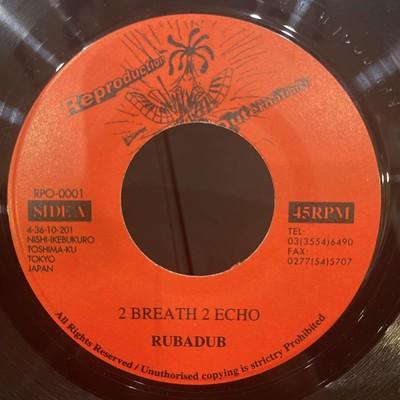 Reproduction Outernational
RPO-0001
SIDE A
4-36-10-201
NISHI-IKEBUKURO
TOSHIMA-KU
TOKYO
JAPAN
45RPM
TEL:
03(3554)6490
FAX:
0277(54)5707
2 BREATH 2 ECHO
RUBADUB
All Rights Reserved / Unauthorised copying is strictry Prohibited